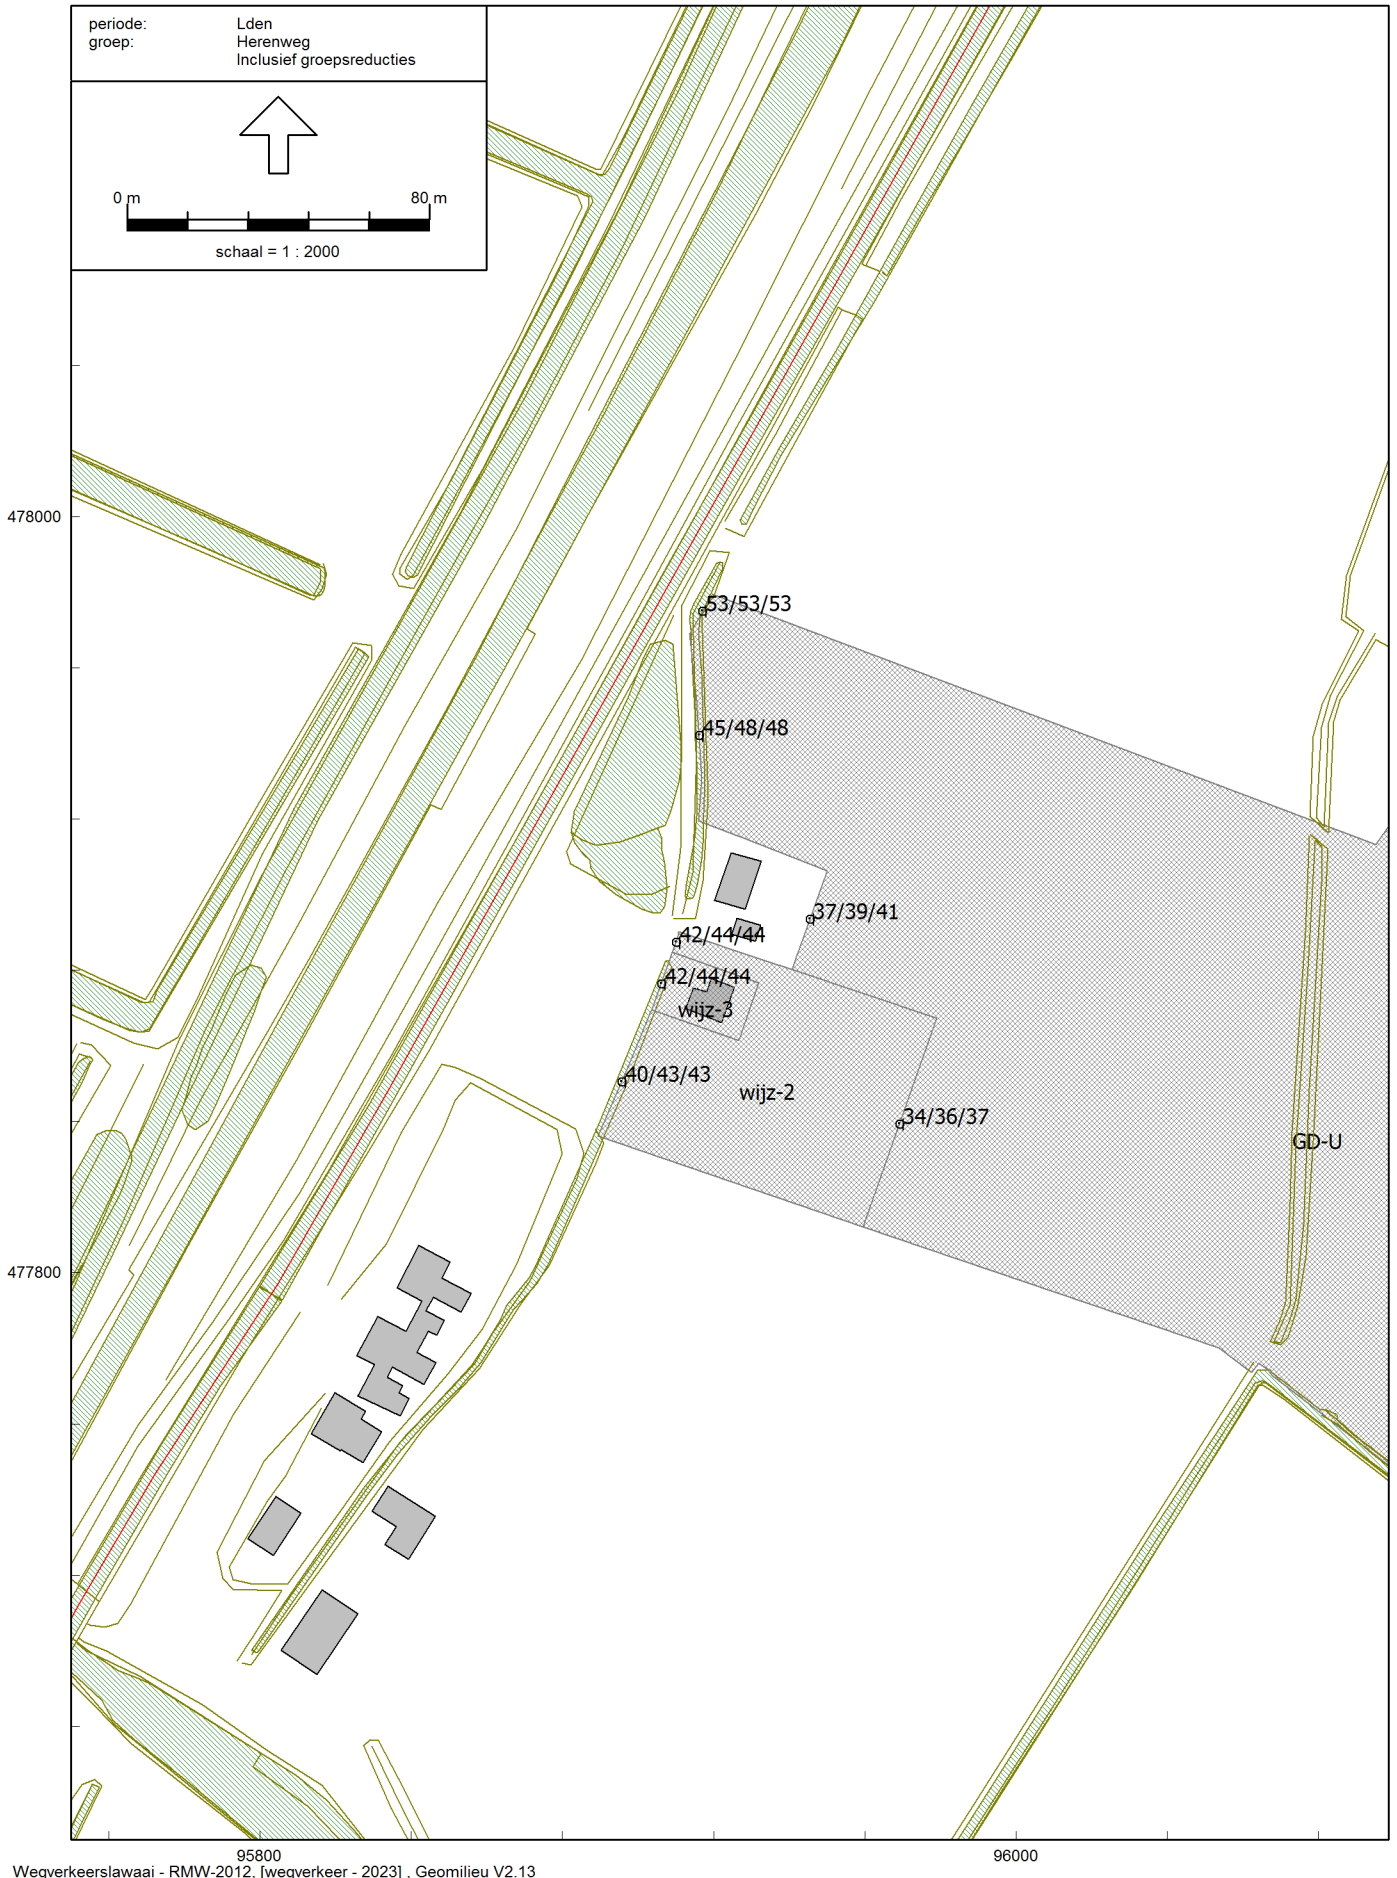 periode: Lden
groep: Herenweg
Inclusief groepsreducties
0 m 80 m
schaal = 1 : 2000
478000
53/53/53
45/48/48
37/39/41
42/44/44
42/44/44
wijz-3
40/43/43
wijz-2
34/36/37
GD-U
477800
95800 96000
Wegverkeerslawaai - RMW-2012, [wegverkeer - 2023] , Geomilieu V2.13